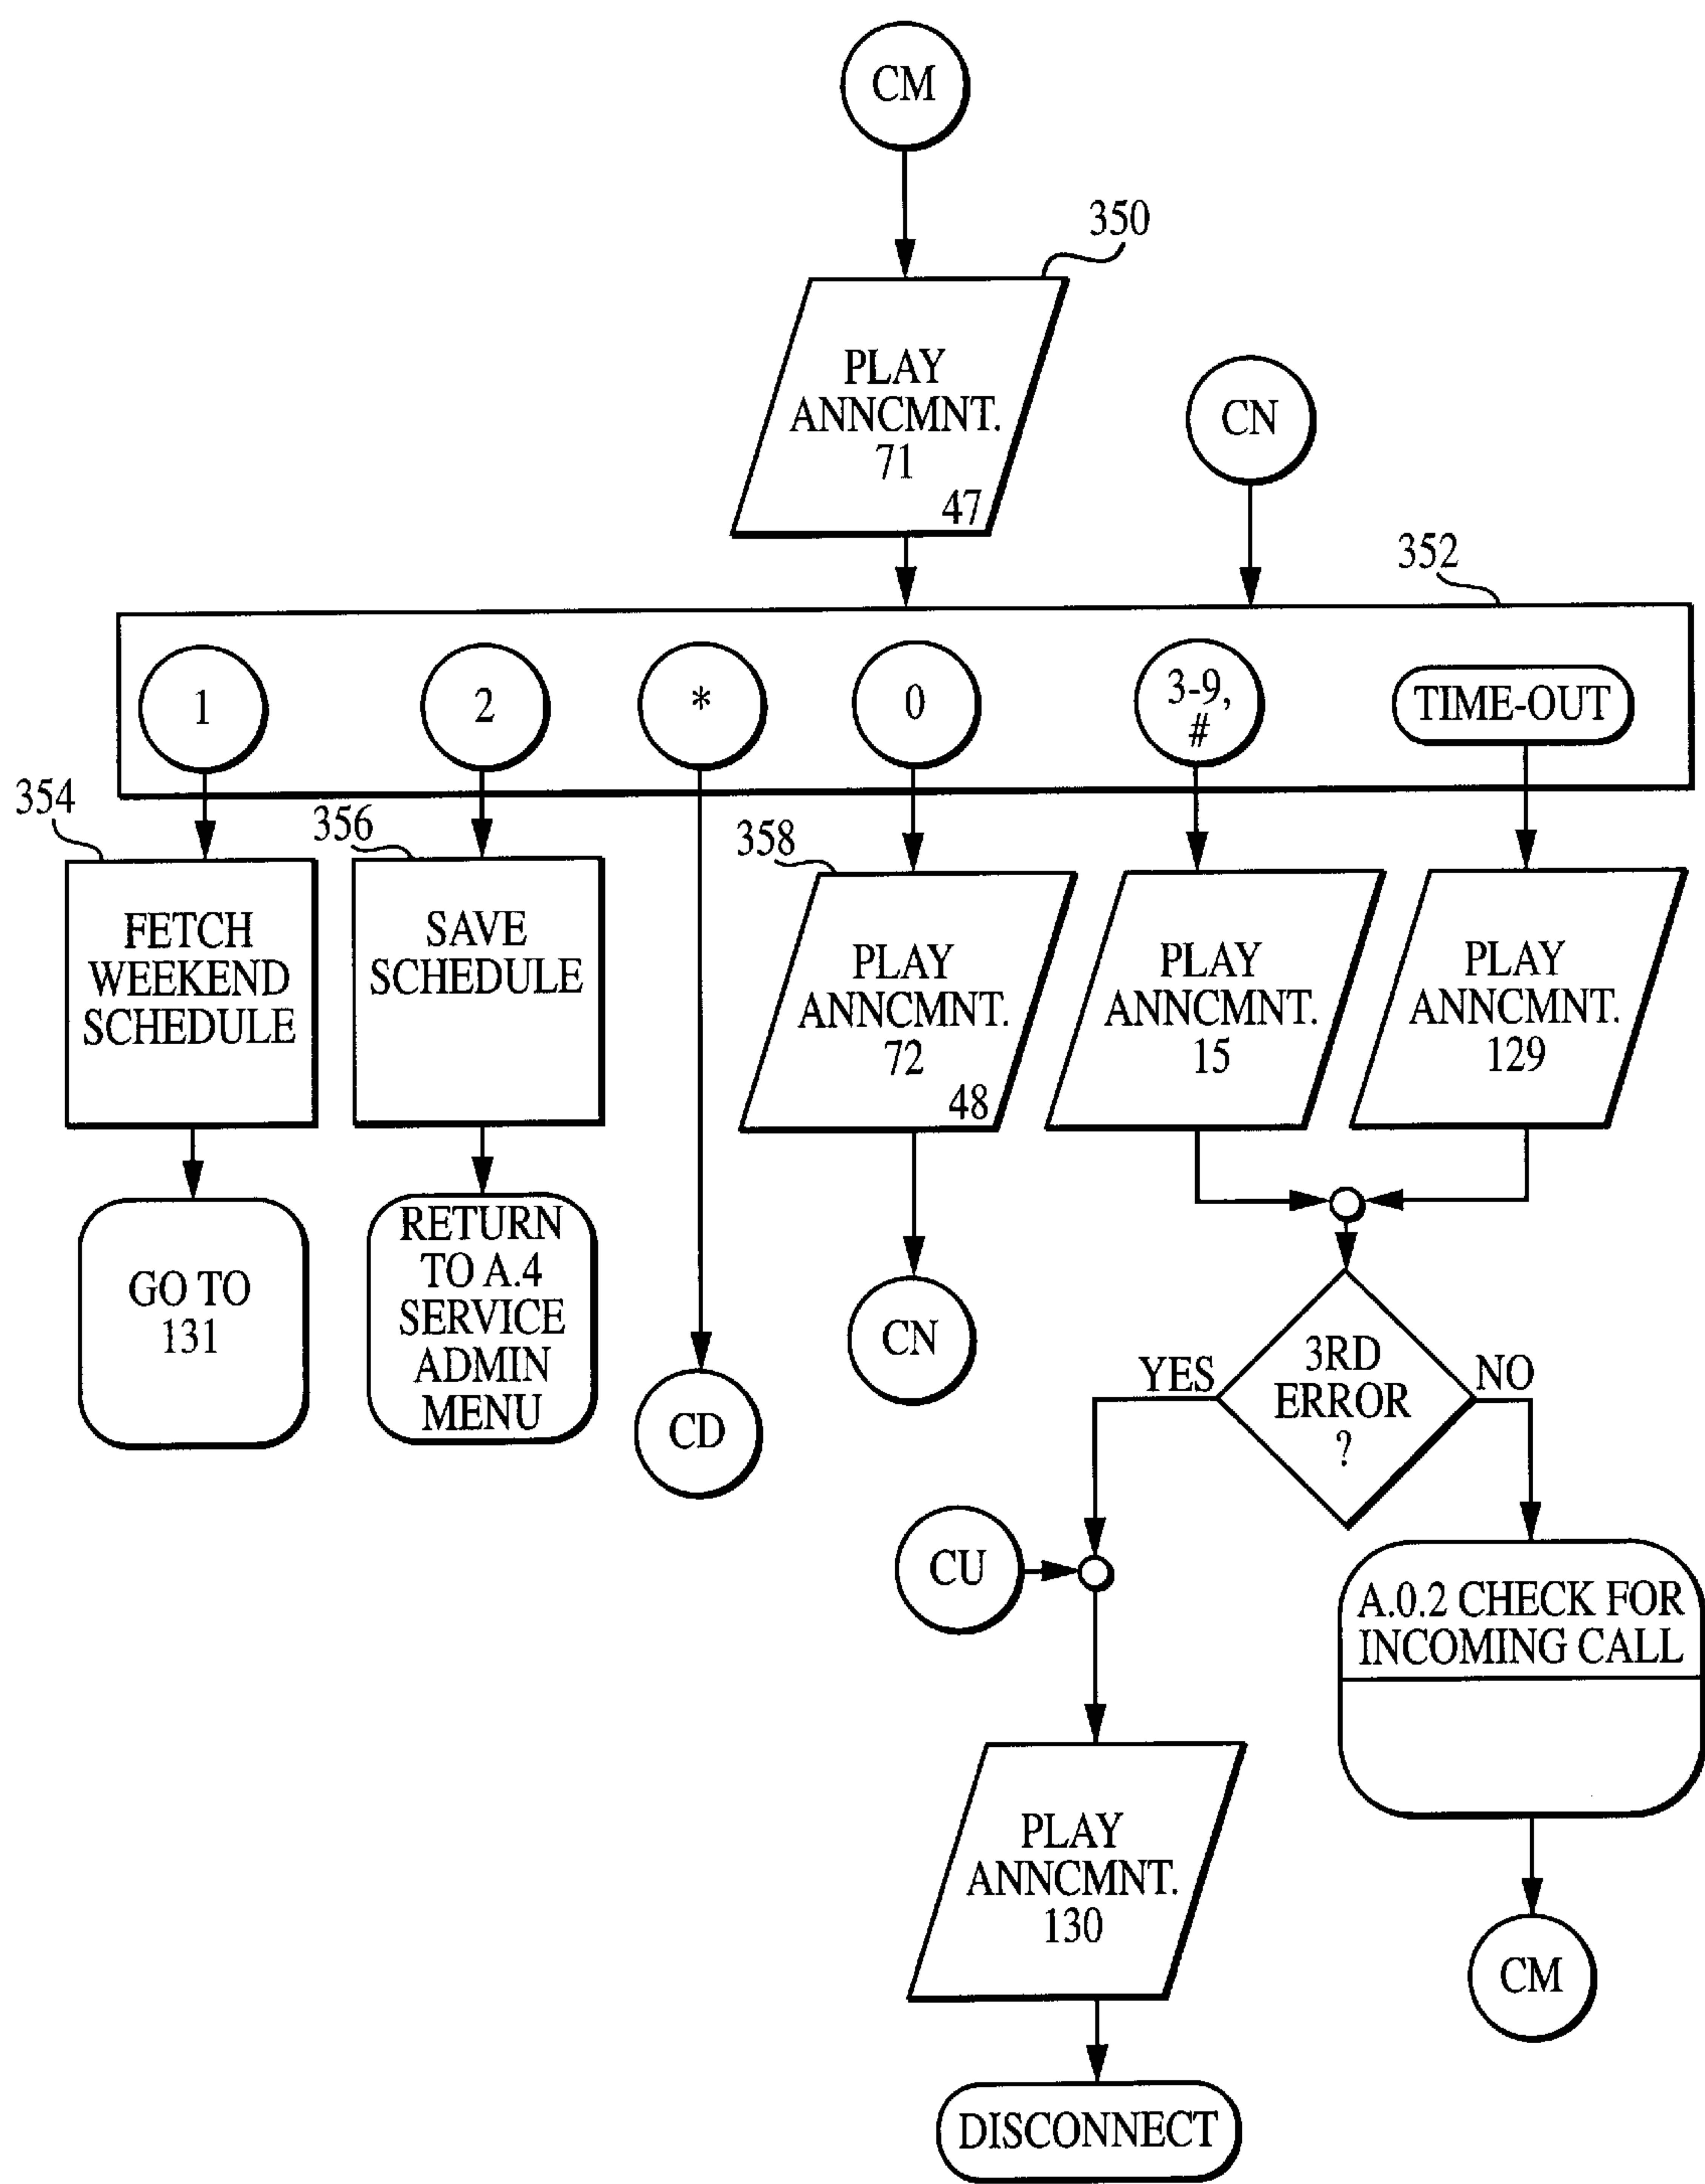 CM
350
PLAY
ANNCMNT.
71
47
CN
352
1
2
*
0
3-9,
#
TIME-OUT
354
356
358
FETCH
WEEKEND
SCHEDULE
SAVE
SCHEDULE
PLAY
ANNCMNT.
72
48
PLAY
ANNCMNT.
15
PLAY
ANNCMNT.
129
GO TO
131
RETURN
TO A.4
SERVICE
ADMIN
MENU
CD
CN
YES
3RD
ERROR
?
NO
CU
A.0.2 CHECK FOR
INCOMING CALL
PLAY
ANNCMNT.
130
CM
DISCONNECT